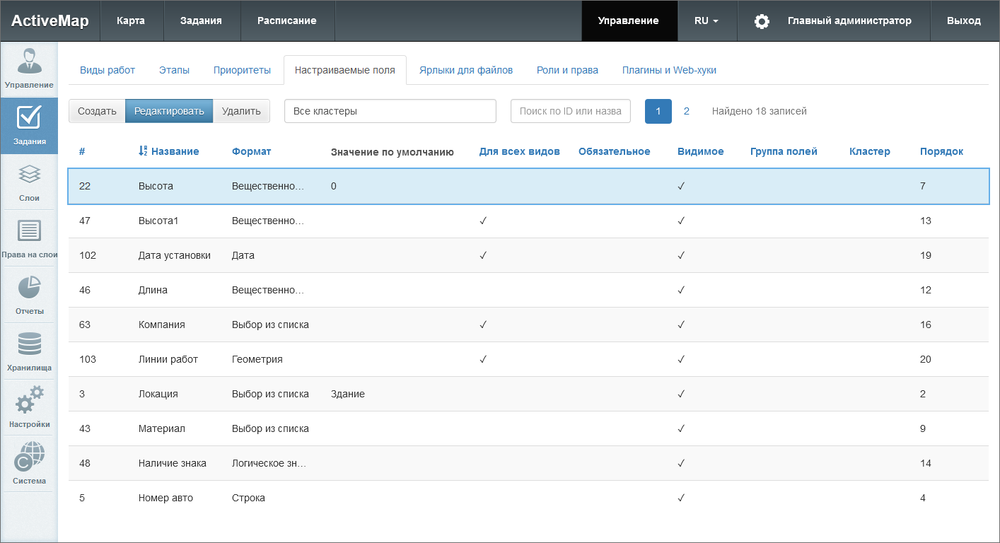 ActiveMap Карта Задания Расписание Управление RU Главный администратор Выход
Управление
Задания
Слои
Права на слои
Отчеты
Хранилища
Настройки
Система
Виды работ Этапы Приоритеты Настраиваемые поля Ярлыки для файлов Роли и права Плагины и Web-хуки
Создать Редактировать Удалить Все кластеры Поиск по ID или назва 1 2 Найдено 18 записей
# Название Формат Значение по умолчанию Для всех видов Обязательное Видимое Группа полей Кластер Порядок
22 Высота Вещественно… 0 ✓ 7
47 Высота1 Вещественно… ✓ ✓ 13
102 Дата установки Дата ✓ ✓ 19
46 Длина Вещественно… ✓ 12
63 Компания Выбор из списка ✓ ✓ 16
103 Линии работ Геометрия ✓ ✓ 20
3 Локация Выбор из списка Здание ✓ 2
43 Материал Выбор из списка ✓ 9
48 Наличие знака Логическое зн… ✓ 14
5 Номер авто Строка ✓ 4